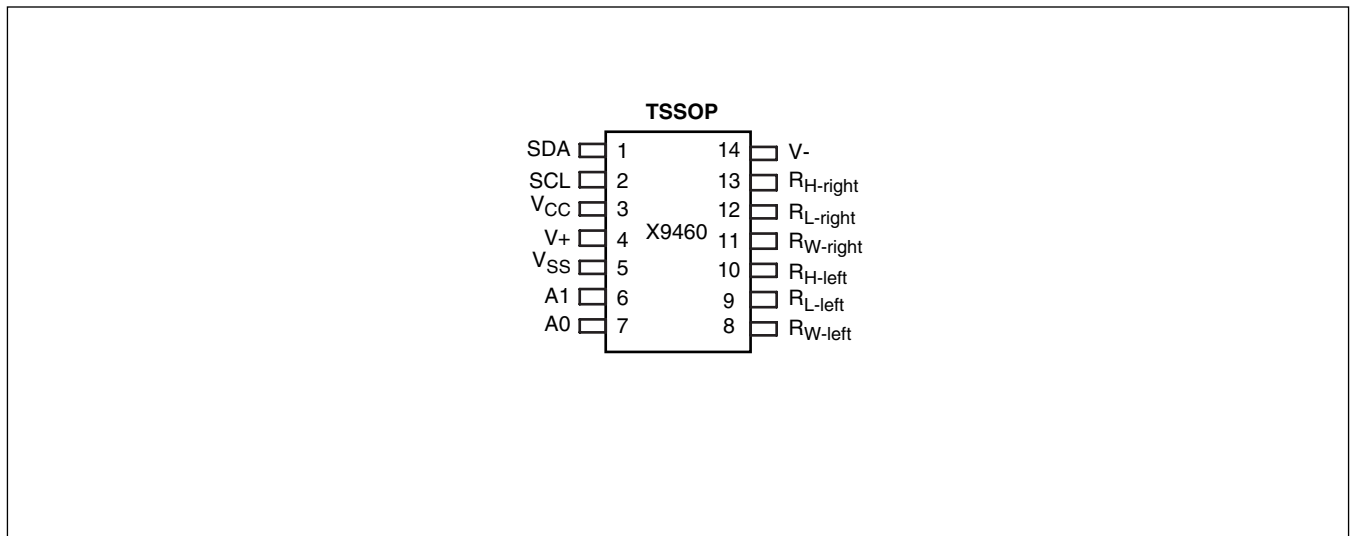 TSSOP
SDA 1 14 V-
SCL 2 13 RH-right
VCC 3 12 RL-right
V+ 4 X9460 11 RW-right
VSS 5 10 RH-left
A1 6 9 RL-left
A0 7 8 RW-left